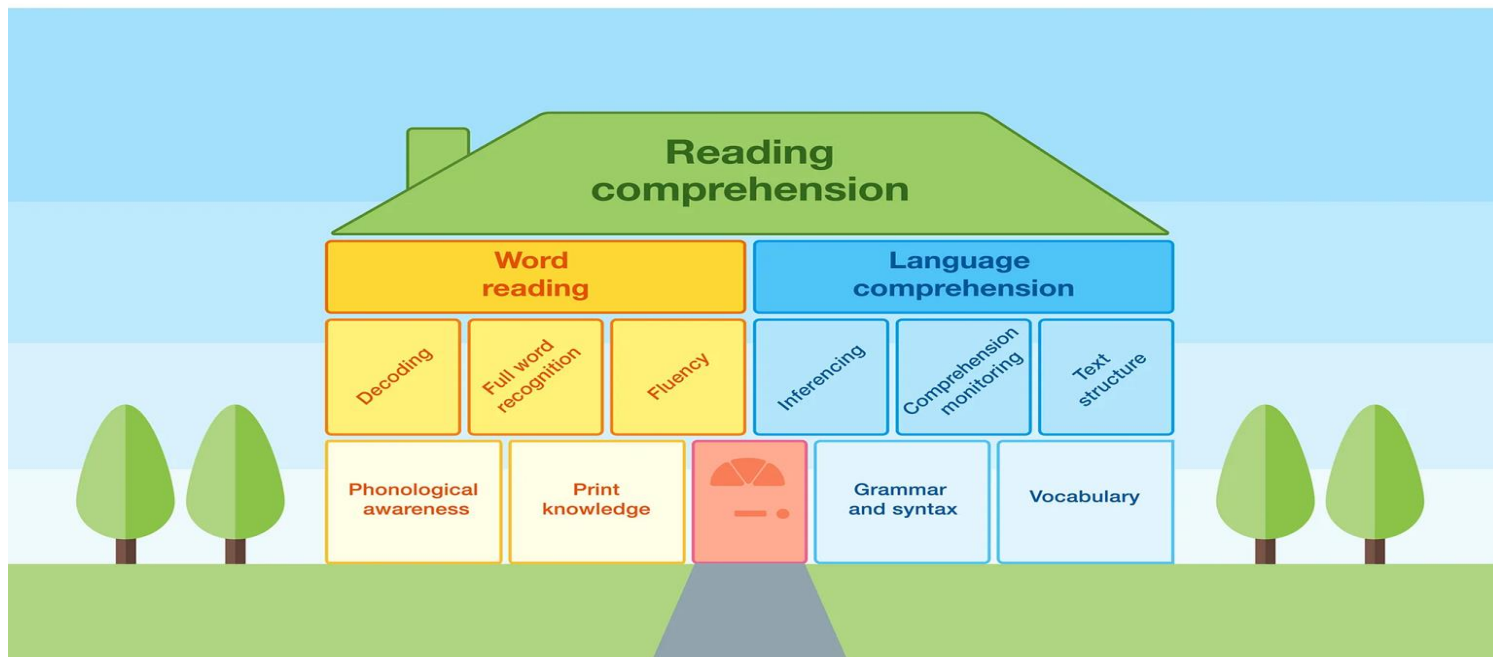 Reading
comprehension
Word
reading
Language
comprehension
Decoding
Full word
recognition
Fluency
Inferencing
Comprehension
monitoring
Text
structure
Phonological
awareness
Print
knowledge
Grammar
and syntax
Vocabulary